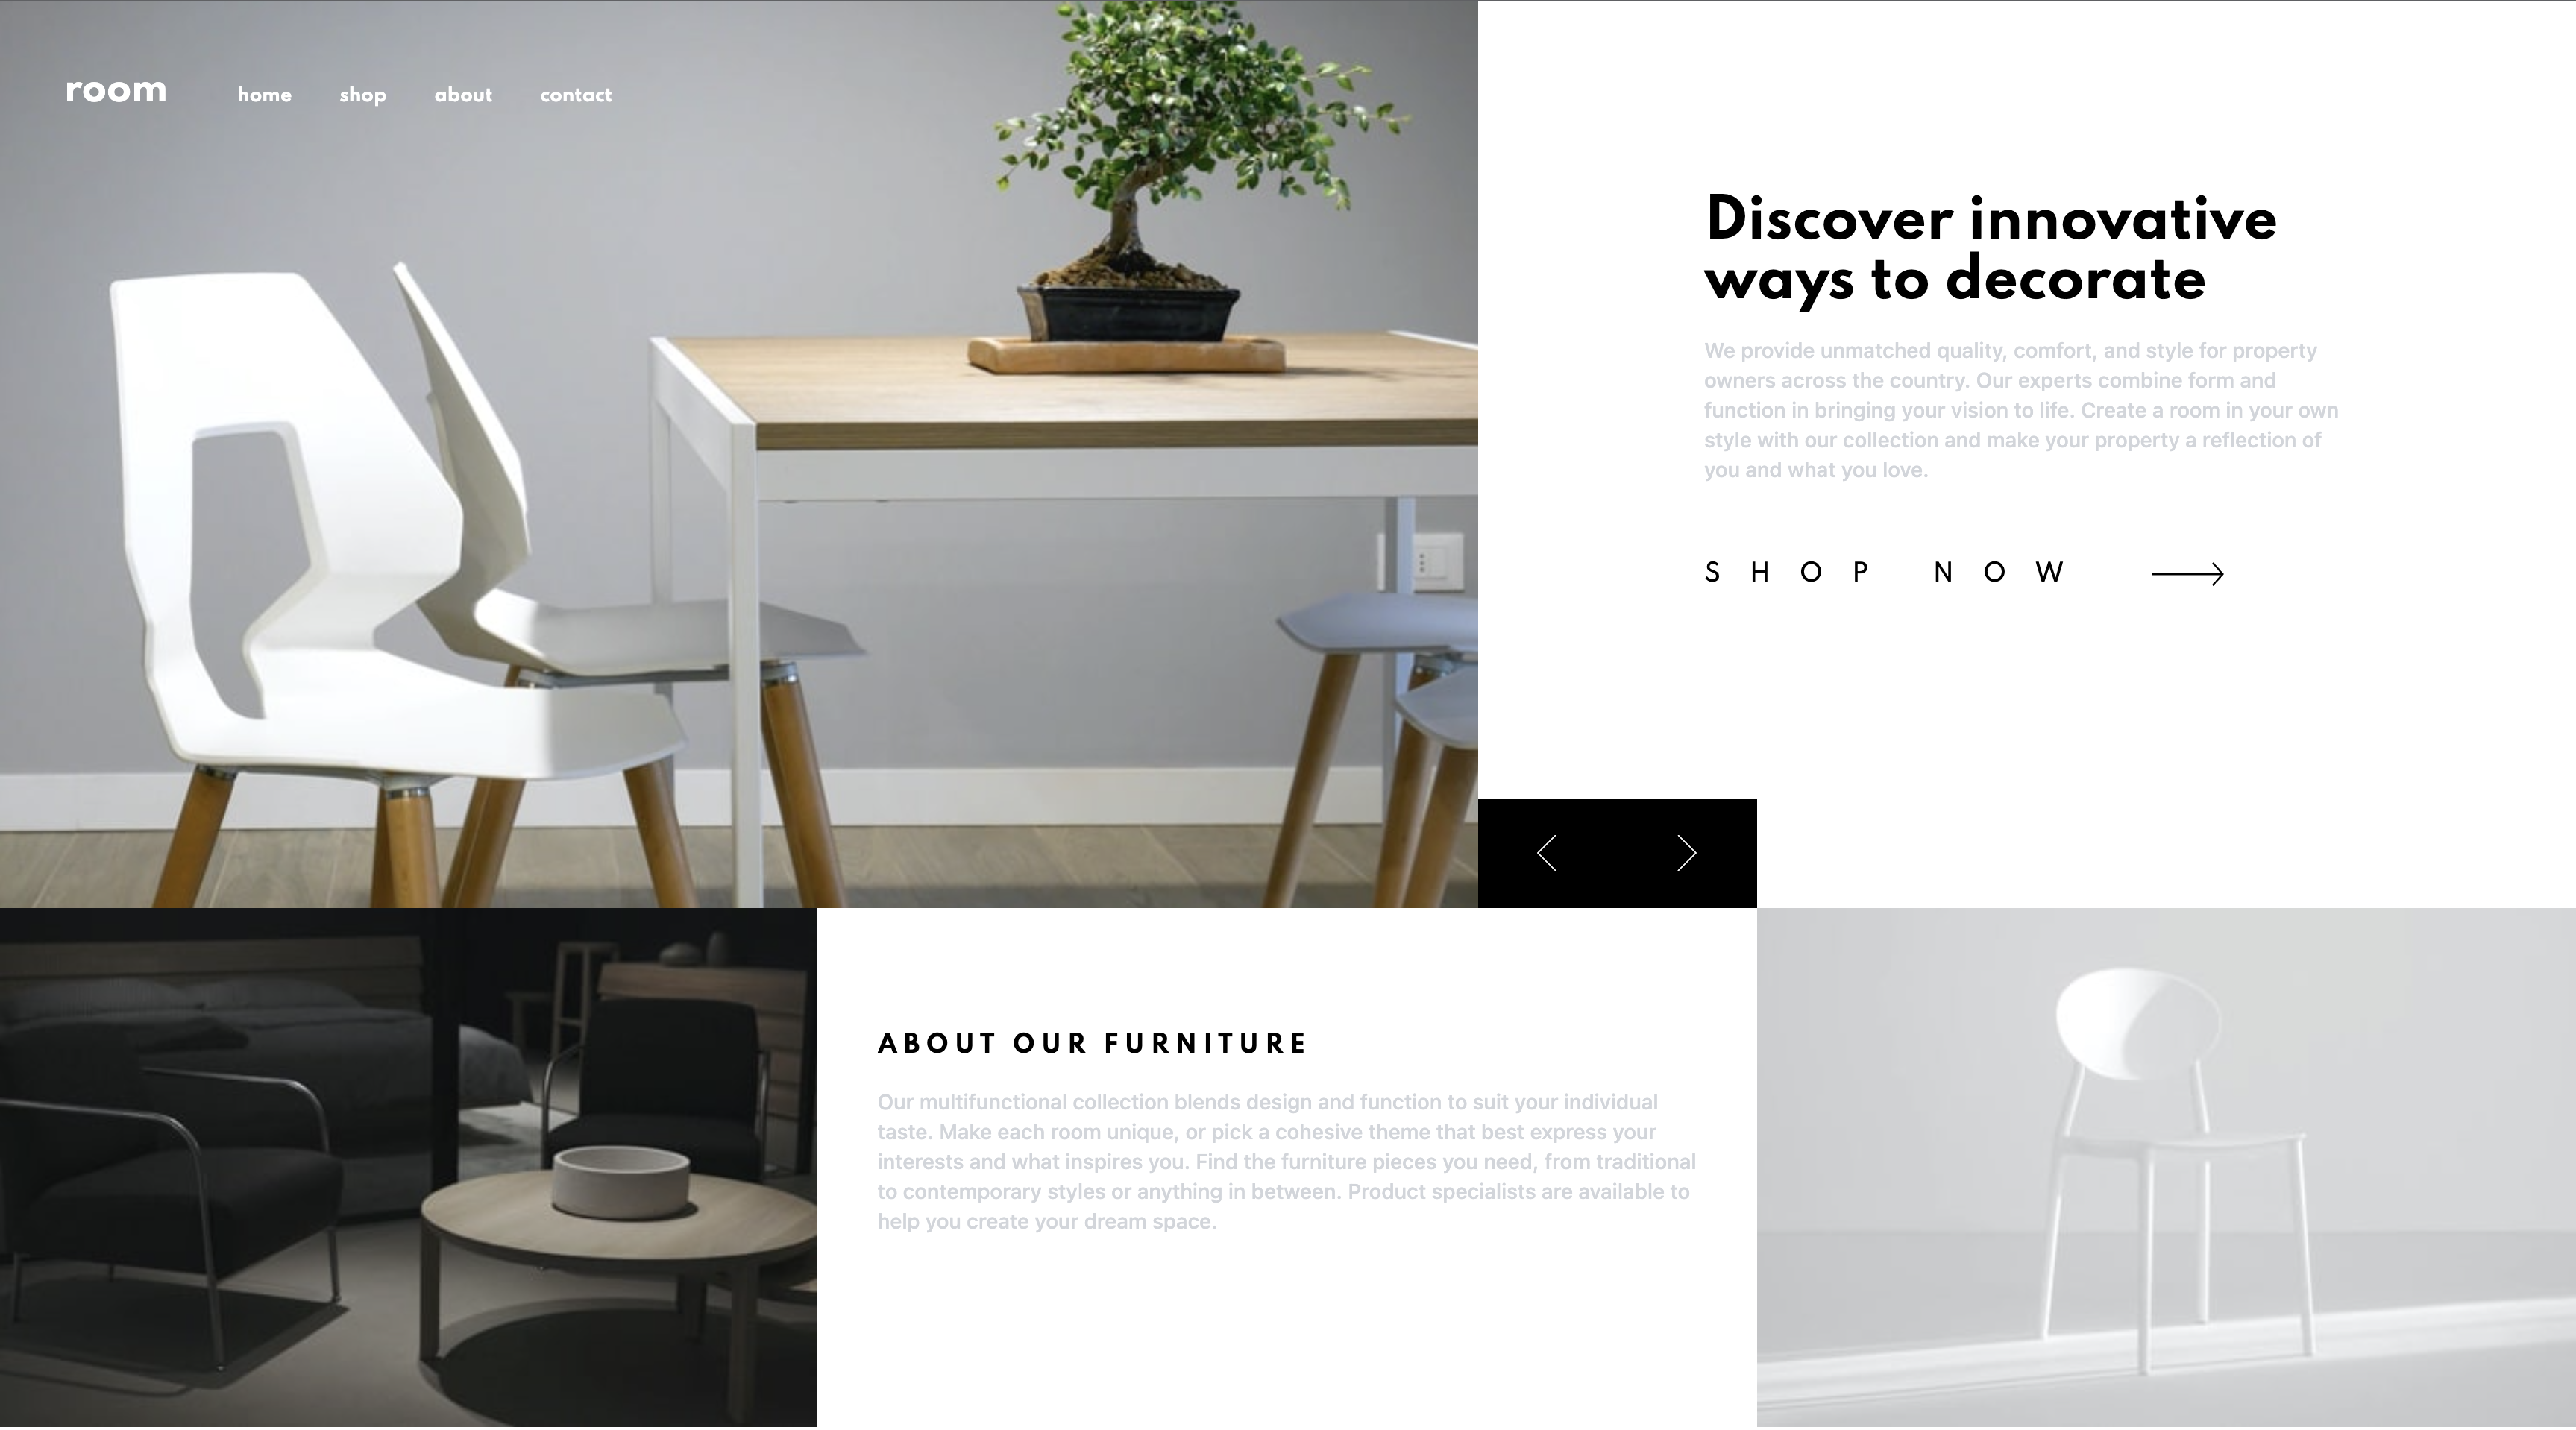 room
home shop about contact
Discover innovative
ways to decorate
We provide unmatched quality, comfort, and style for property
owners across the country. Our experts combine form and
function in bringing your vision to life. Create a room in your own
style with our collection and make your property a reflection of
you and what you love.
SHOP NOW
ABOUT OUR FURNITURE
Our multifunctional collection blends design and function to suit your individual
taste. Make each room unique, or pick a cohesive theme that best express your
interests and what inspires you. Find the furniture pieces you need, from traditional
to contemporary styles or anything in between. Product specialists are available to
help you create your dream space.